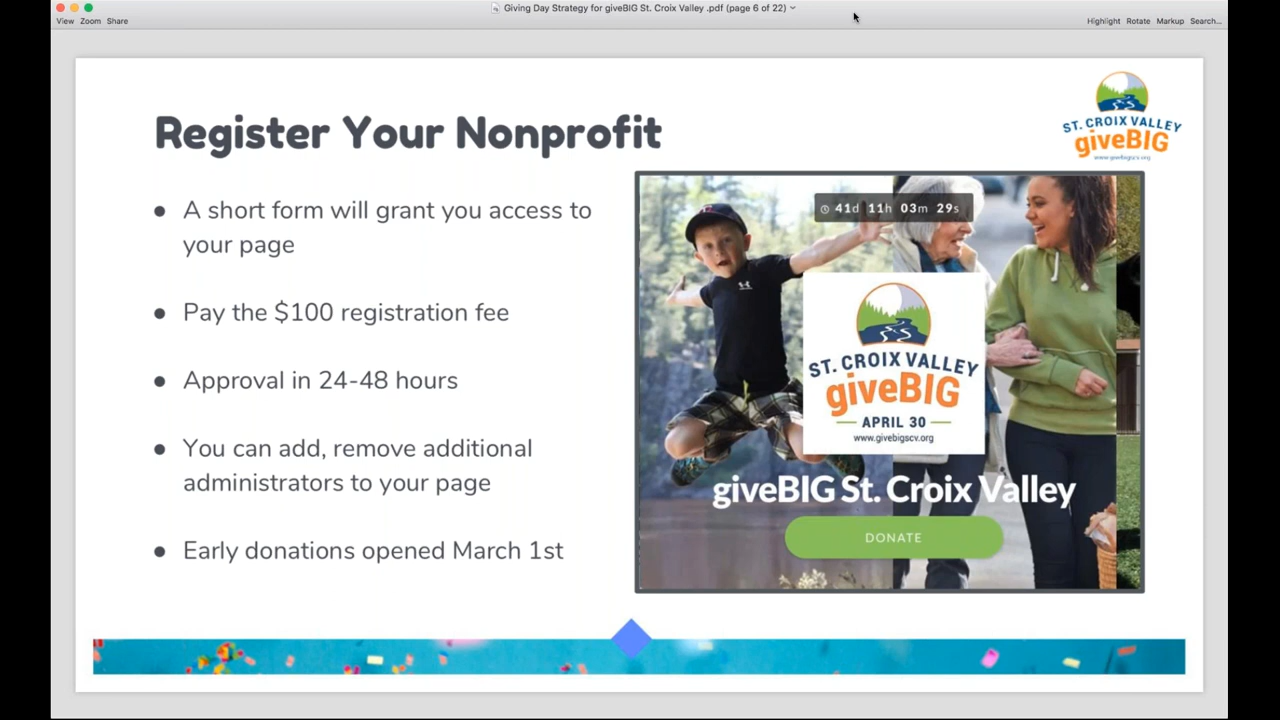 Giving Day Strategy for giveBIG St. Croix Valley .pdf (page 6 of 22)
View Zoom Share
Highlight Rotate Markup Search...
ST. CROIX VALLEY
giveBIG
www.givebigscv.org
Register Your Nonprofit
● A short form will grant you access to
your page
● Pay the $100 registration fee
● Approval in 24-48 hours
● You can add, remove additional
administrators to your page
● Early donations opened March 1st
41d 11h 03m 29s
ST. CROIX VALLEY
giveBIG
APRIL 30
www.givebigscv.org
giveBIG St. Croix Valley
DONATE